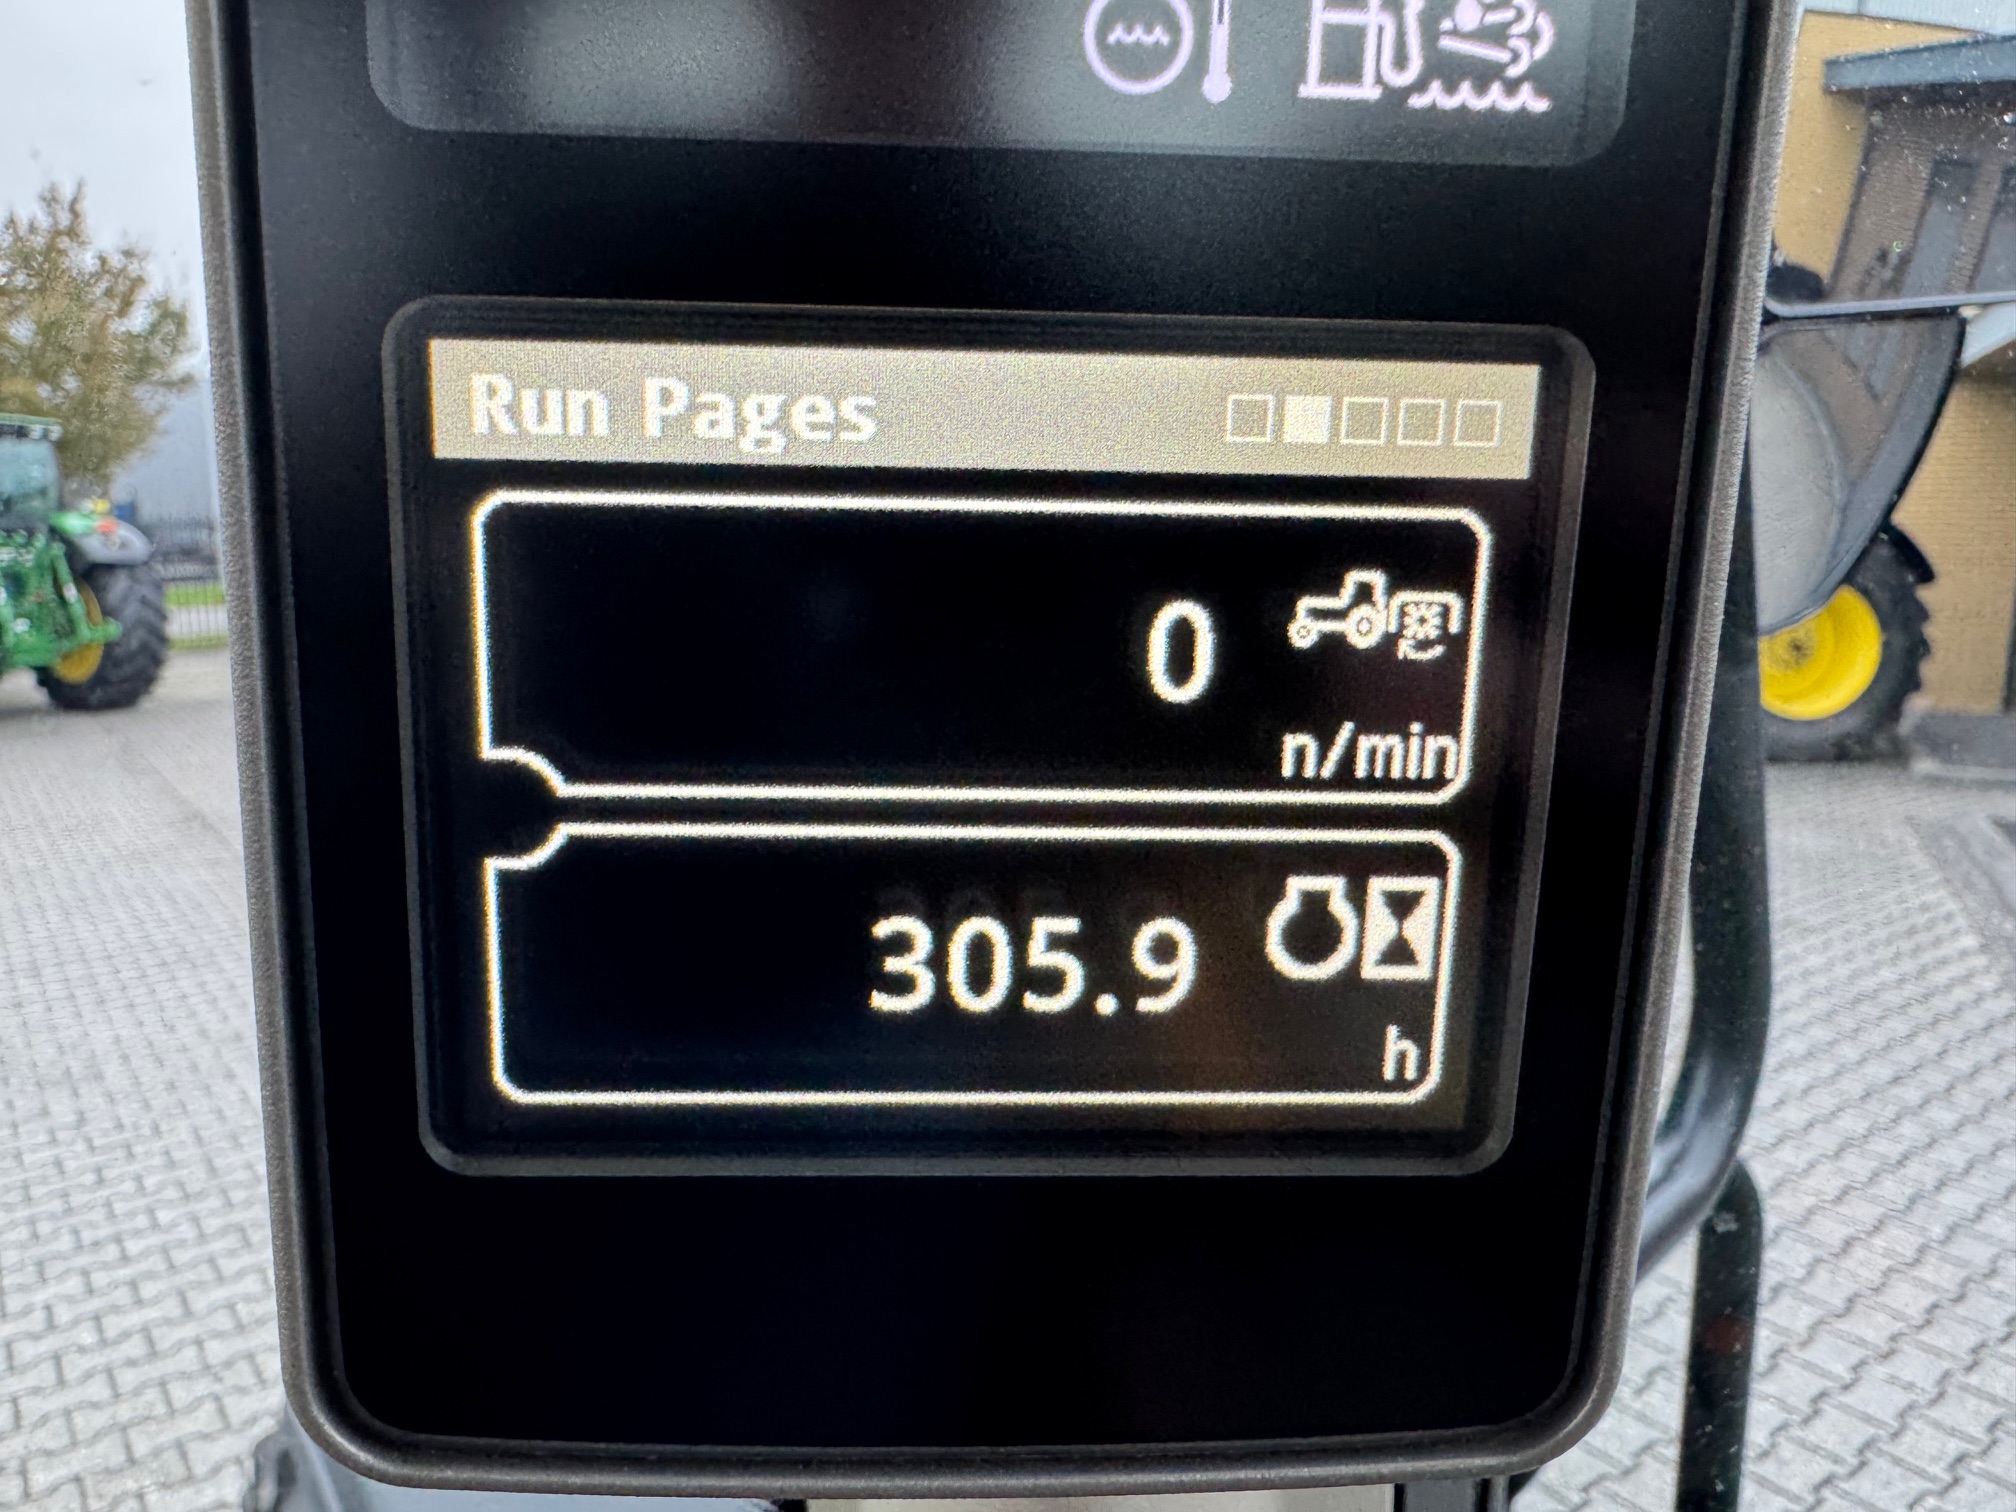 Run Pages
0
n/min
305.9
h